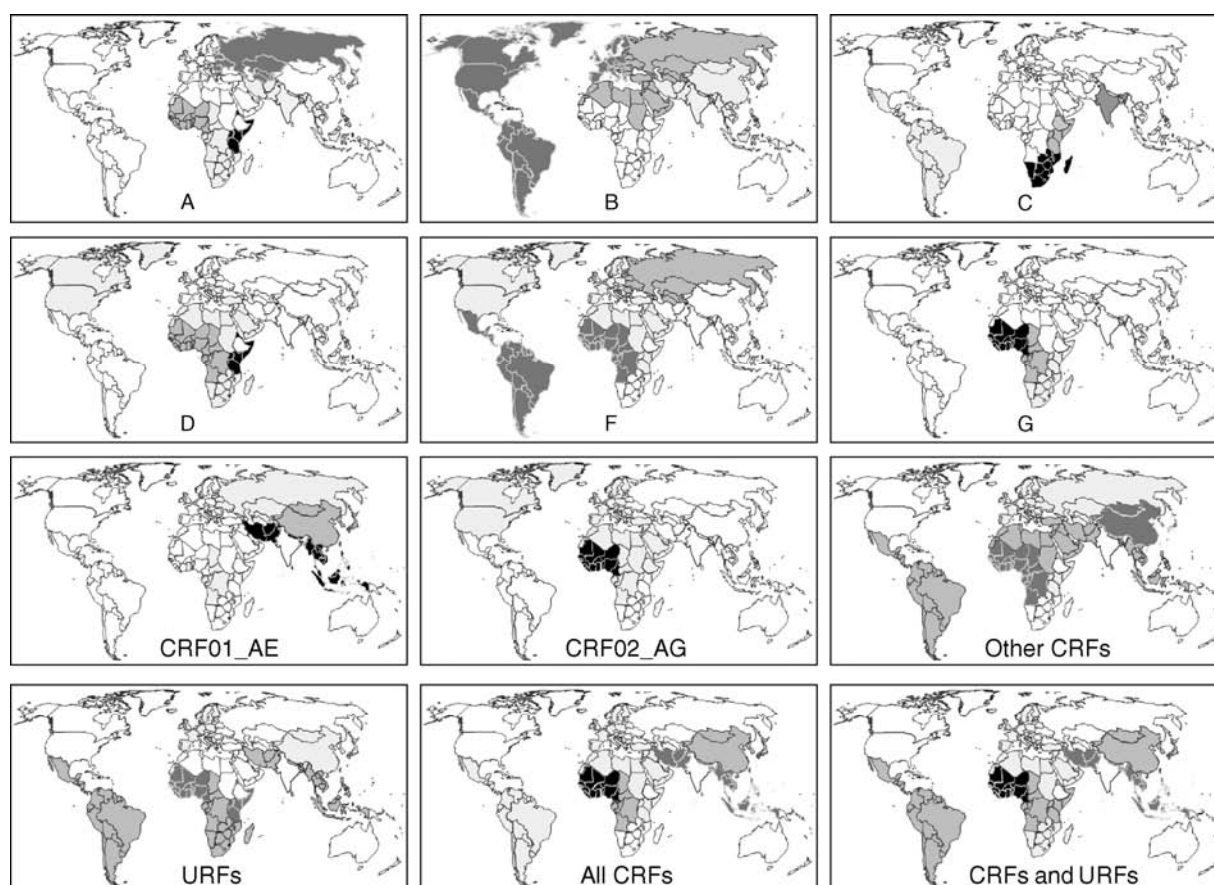 A
B
C
D
F
G
CRF01_AE
CRF02_AG
Other CRFs
URFs
All CRFs
CRFs and URFs